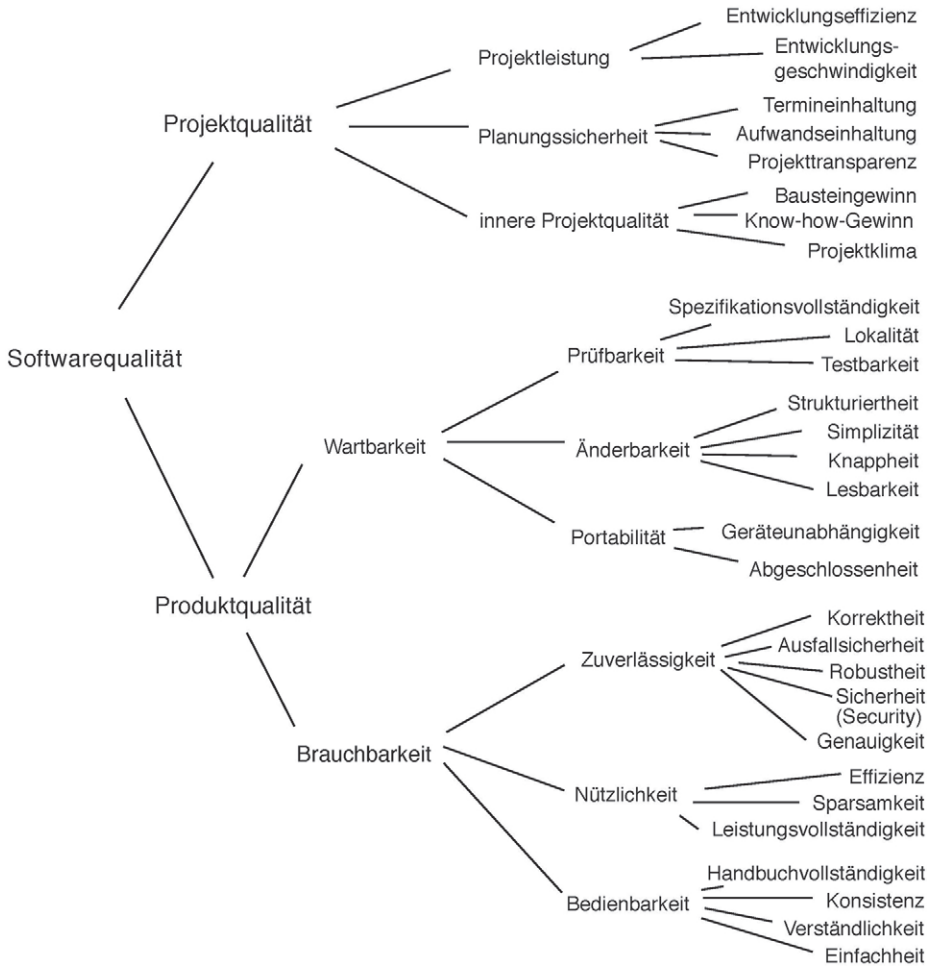 Entwicklungseffizienz
Projektleistung
Entwicklungs-
geschwindigkeit
Projektqualität
Termineinhaltung
Planungssicherheit
Aufwandseinhaltung
Projekttransparenz
Bausteingewinn
innere Projektqualität
Know-how-Gewinn
Projektklima
Softwarequalität
Spezifikationsvollständigkeit
Prüfbarkeit
Lokalität
Testbarkeit
Wartbarkeit
Strukturiertheit
Änderbarkeit
Simplizität
Knappheit
Lesbarkeit
Portabilität
Geräteunabhängigkeit
Abgeschlossenheit
Produktqualität
Korrektheit
Zuverlässigkeit
Ausfallsicherheit
Robustheit
Sicherheit
(Security)
Genauigkeit
Brauchbarkeit
Effizienz
Nützlichkeit
Sparsamkeit
Leistungsvollständigkeit
Handbuchvollständigkeit
Bedienbarkeit
Konsistenz
Verständlichkeit
Einfachheit